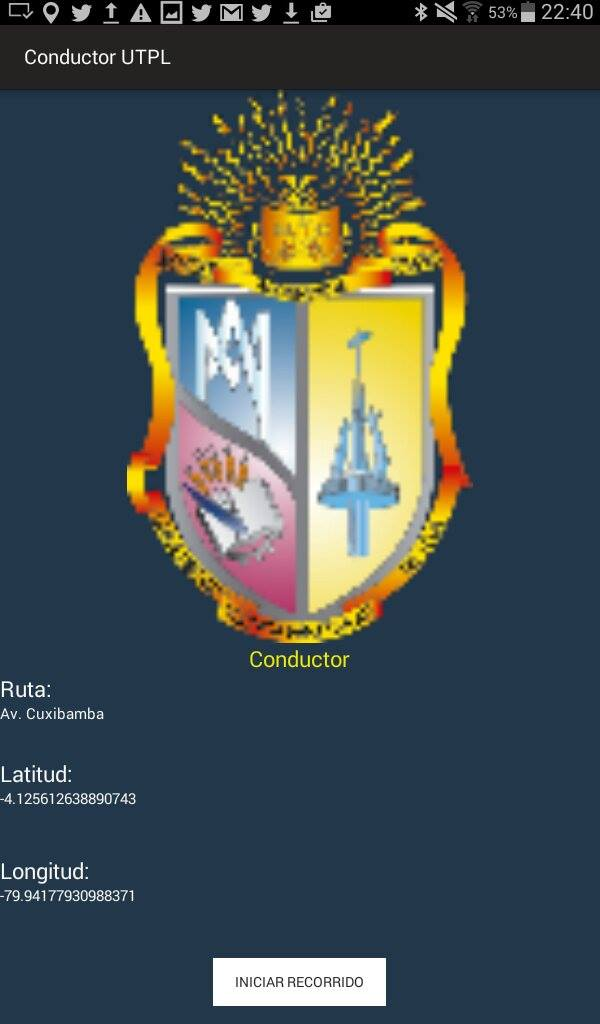 53% 22:40
Conductor UTPL
Conductor
Ruta:
Av. Cuxibamba
Latitud:
-4.125612638890743
Longitud:
-79.94177930988371
INICIAR RECORRIDO